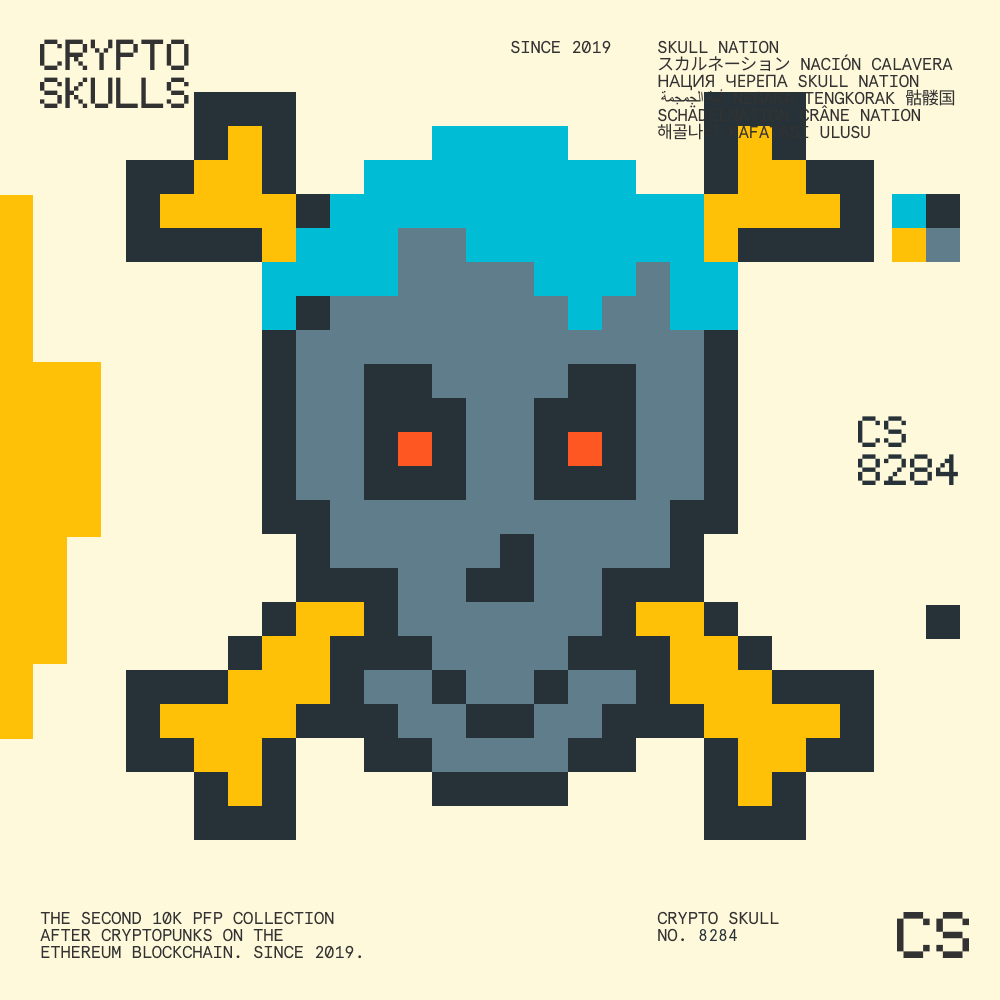 CRYPTO
SKULLS
SINCE 2019
SKULL NATION
スカルネーション NACIÓN CALAVERA
НАЦИЯ ЧЕРЕПА SKULL NATION
الجمجمة TENGKORAK 骷髅国
CRÂNE NATION
ULUSU
CS
8284
THE SECOND 10K PFP COLLECTION
AFTER CRYPTOPUNKS ON THE
ETHEREUM BLOCKCHAIN. SINCE 2019.
CRYPTO SKULL
NO. 8284
CS